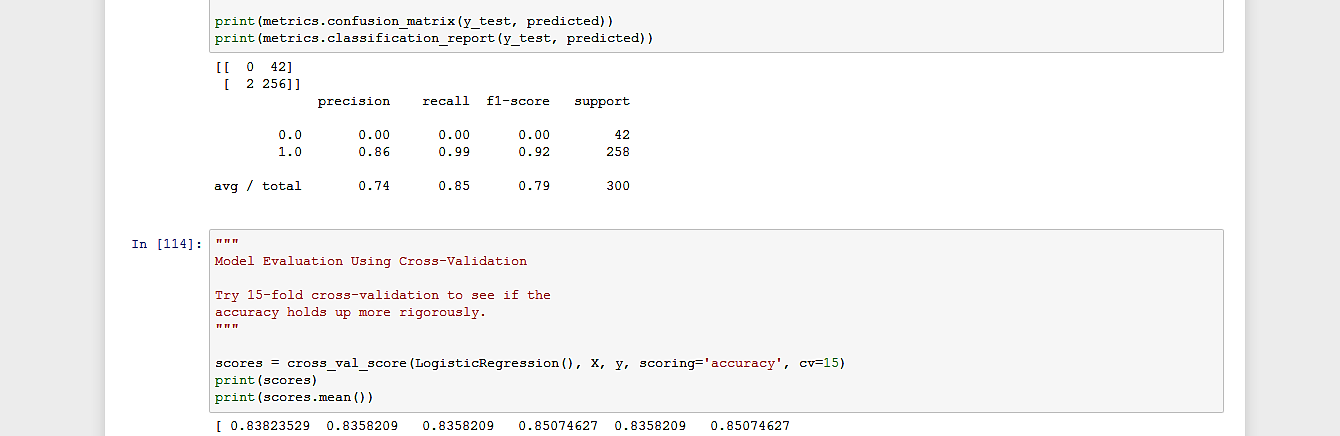 print(metrics.confusion_matrix(y_test, predicted))
print(metrics.classification_report(y_test, predicted))
[[  0  42]
 [  2 256]]
             precision    recall  f1-score   support
        0.0       0.00      0.00      0.00        42
        1.0       0.86      0.99      0.92       258
avg / total       0.74      0.85      0.79       300
In [114]: """
Model Evaluation Using Cross-Validation
Try 15-fold cross-validation to see if the
accuracy holds up more rigorously.
"""
scores = cross_val_score(LogisticRegression(), X, y, scoring='accuracy', cv=15)
print(scores)
print(scores.mean())
[ 0.83823529  0.8358209   0.8358209   0.85074627  0.8358209   0.85074627